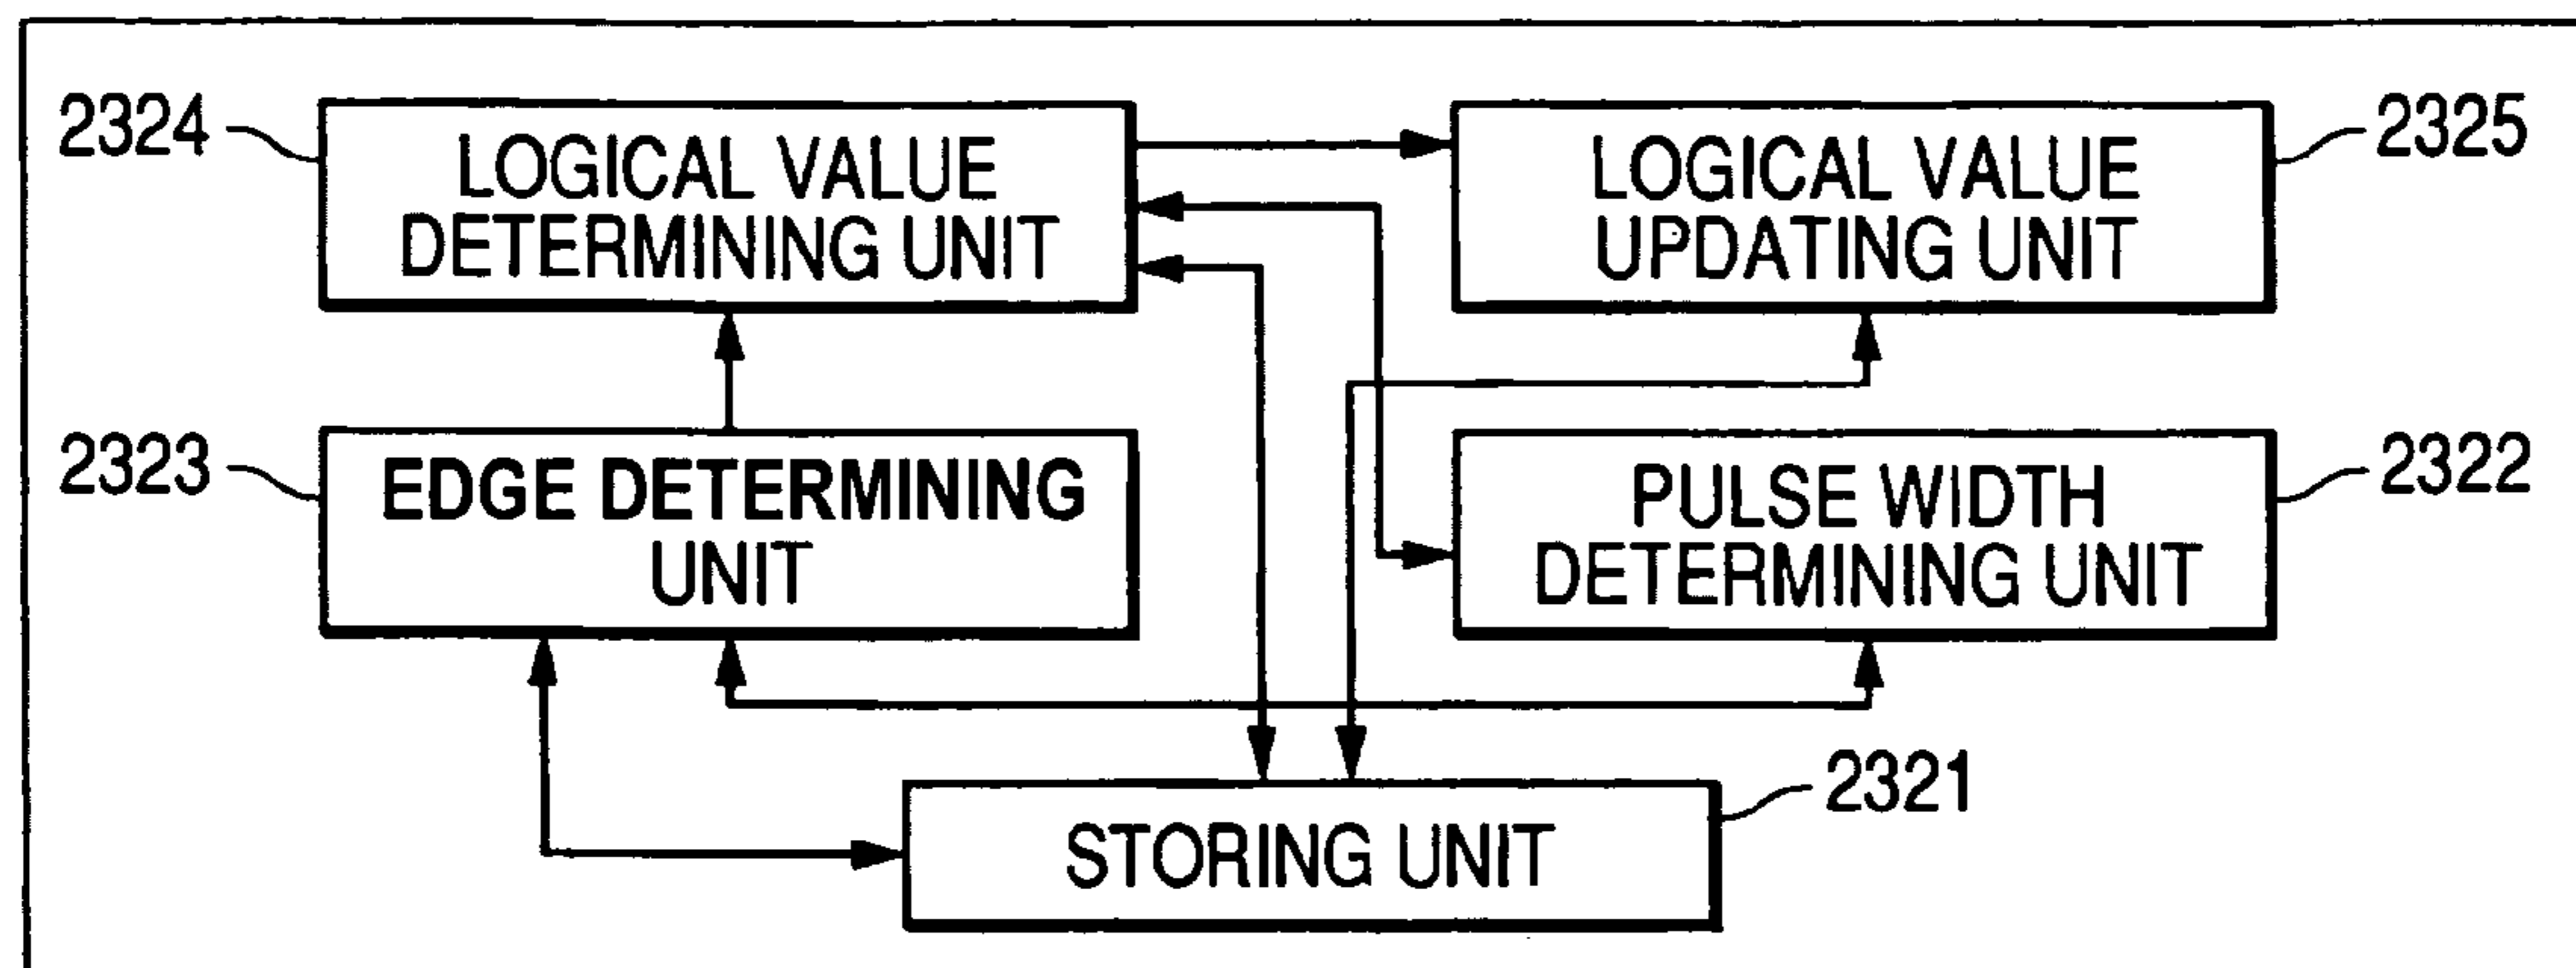 2324
LOGICAL VALUE
DETERMINING UNIT
LOGICAL VALUE
UPDATING UNIT
2325
2323
EDGE DETERMINING
UNIT
PULSE WIDTH
DETERMINING UNIT
2322
STORING UNIT
2321